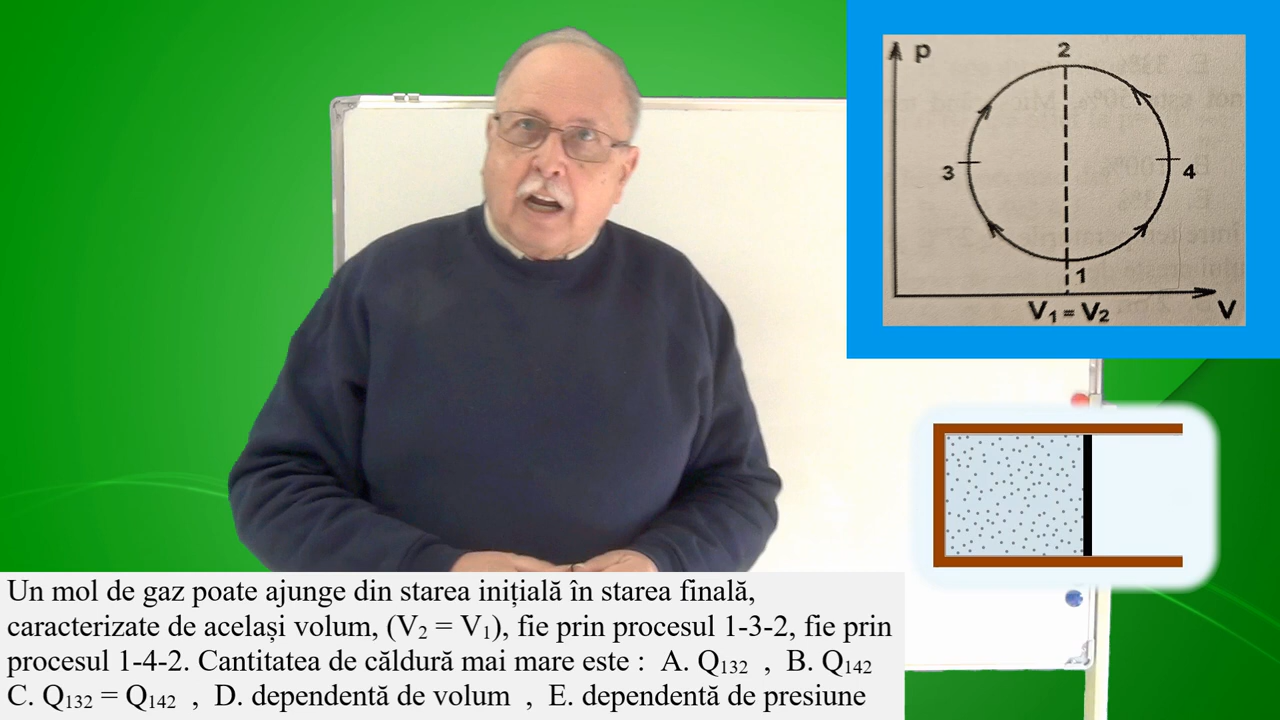 p
2
3
4
1
V₁ = V₂
V
Un mol de gaz poate ajunge din starea inițială în starea finală,
caracterizate de același volum, (V₂ = V₁), fie prin procesul 1-3-2, fie prin
procesul 1-4-2. Cantitatea de căldură mai mare este : A. Q₁₃₂ , B. Q₁₄₂
C. Q₁₃₂ = Q₁₄₂ , D. dependentă de volum , E. dependentă de presiune